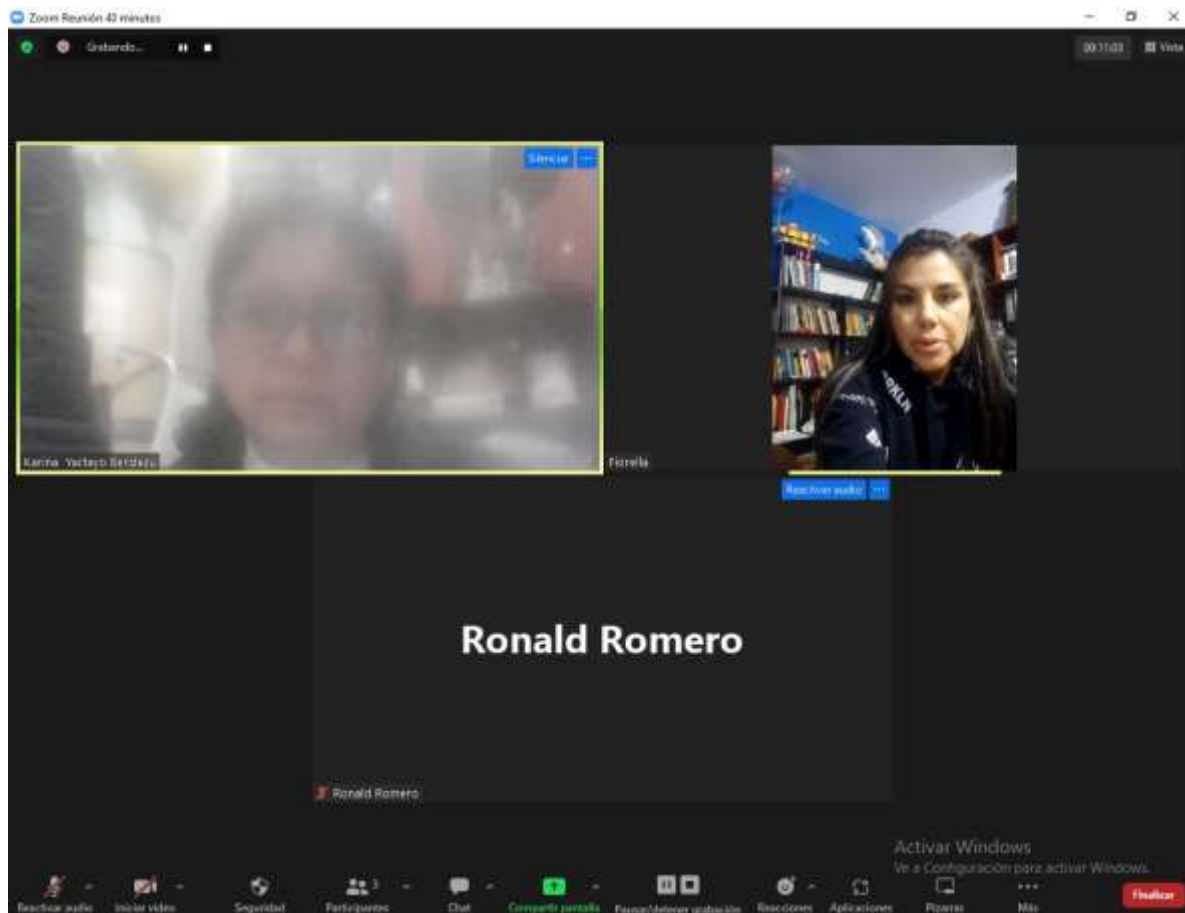 Zoom Reunión 40 minutos
Grabando...
00:11:03
Vista
Silenciar
Karina Yactayo
Fiorella
Reactivar audio
Ronald Romero
Ronald Romero
Activar Windows
Ve a Configuración para activar Windows.
Reactivar audio
Iniciar video
Seguridad
Participantes
3
Chat
Compartir pantalla
Pausar/detener grabación
Reacciones
Aplicaciones
Pizarras
Más
Finalizar